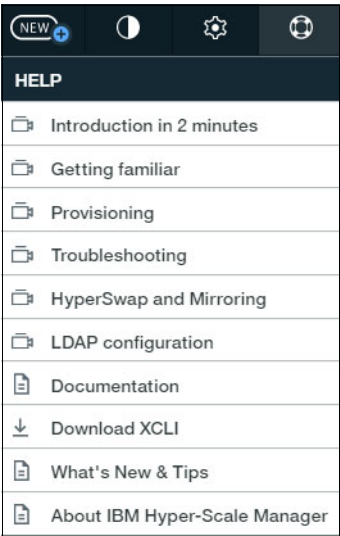 NEW
HELP
Introduction in 2 minutes
Getting familiar
Provisioning
Troubleshooting
HyperSwap and Mirroring
LDAP configuration
Documentation
Download XCLI
What's New & Tips
About IBM Hyper-Scale Manager